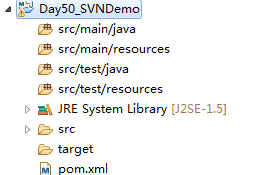 Day50_SVNDemo
src/main/java
src/main/resources
src/test/java
src/test/resources
JRE System Library [J2SE-1.5]
src
target
pom.xml